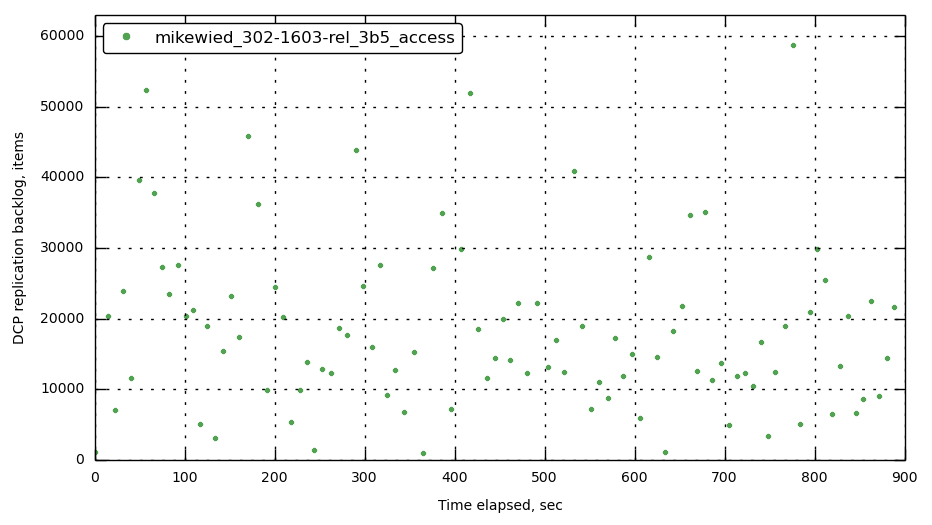 mikewied_302-1603-rel_3b5_access
60000
50000
40000
30000
20000
10000
0
DCP replication backlog, items
0 100 200 300 400 500 600 700 800 900
Time elapsed, sec